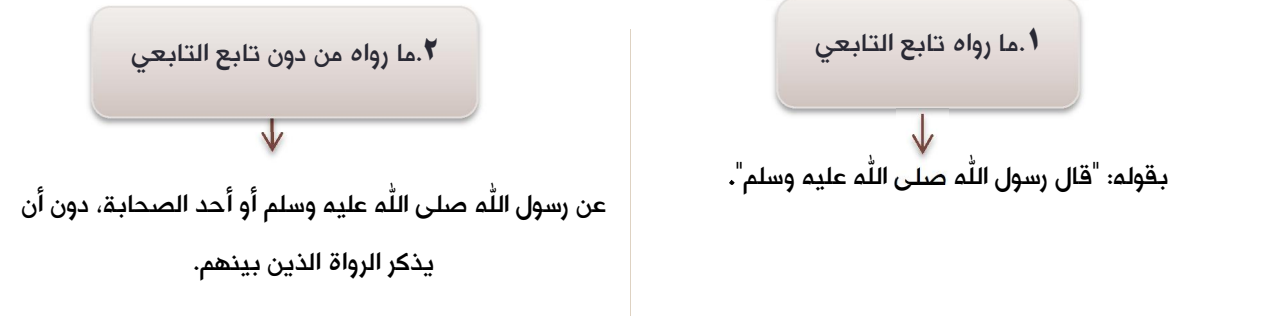 ١.ما رواه تابع التابعي
بقوله: "قال رسول الله صلى الله عليه وسلم".
٢.ما رواه من دون تابع التابعي
عن رسول الله صلى الله عليه وسلم أو أحد الصحابة، دون أن
يذكر الرواة الذين بينهم.